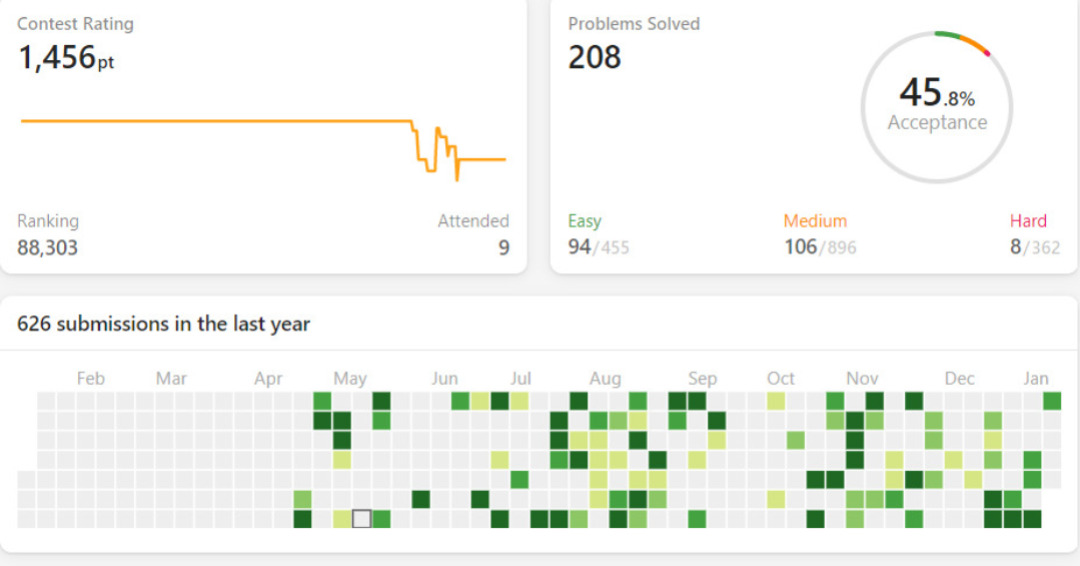 Contest Rating
1,456pt
Ranking
Attended
88,303
9
Problems Solved
208
45.8%
Acceptance
Easy
Medium
Hard
94/455
106/896
8/362
626 submissions in the last year
Feb Mar Apr May Jun Jul Aug Sep Oct Nov Dec Jan